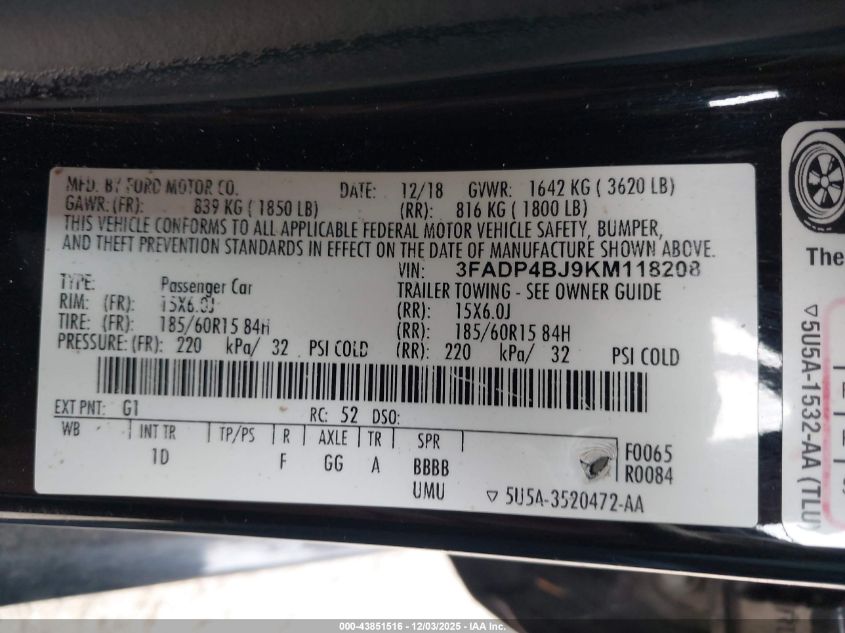 MFD. BY FORD MOTOR CO. DATE: 12/18 GVWR: 1642 KG ( 3620 LB)
GAWR:(FR): 839 KG ( 1850 LB) (RR): 816 KG ( 1800 LB)
THIS VEHICLE CONFORMS TO ALL APPLICABLE FEDERAL MOTOR VEHICLE SAFETY, BUMPER,
AND THEFT PREVENTION STANDARDS IN EFFECT ON THE DATE OF MANUFACTURE SHOWN ABOVE.
VIN: 3FADP4BJ9KM118208
TYPE: Passenger Car TRAILER TOWING - SEE OWNER GUIDE
RIM: (FR): 15X6.0J (RR): 15X6.0J
TIRE: (FR): 185/60R15 84H (RR): 185/60R15 84H
PRESSURE: (FR): 220 kPa/ 32 PSI COLD (RR): 220 kPa/ 32 PSI COLD
EXT PNT: G1 RC: 52 DSO:
WB INT TR TP/PS R AXLE TR SPR
1D F GG A BBBB
UMU
F0065
R0084
▽ 5U5A-3520472-AA
The
▽5U5A-1532-AA (TLU)
000-43851516 - 12/03/2025 - IAA Inc.